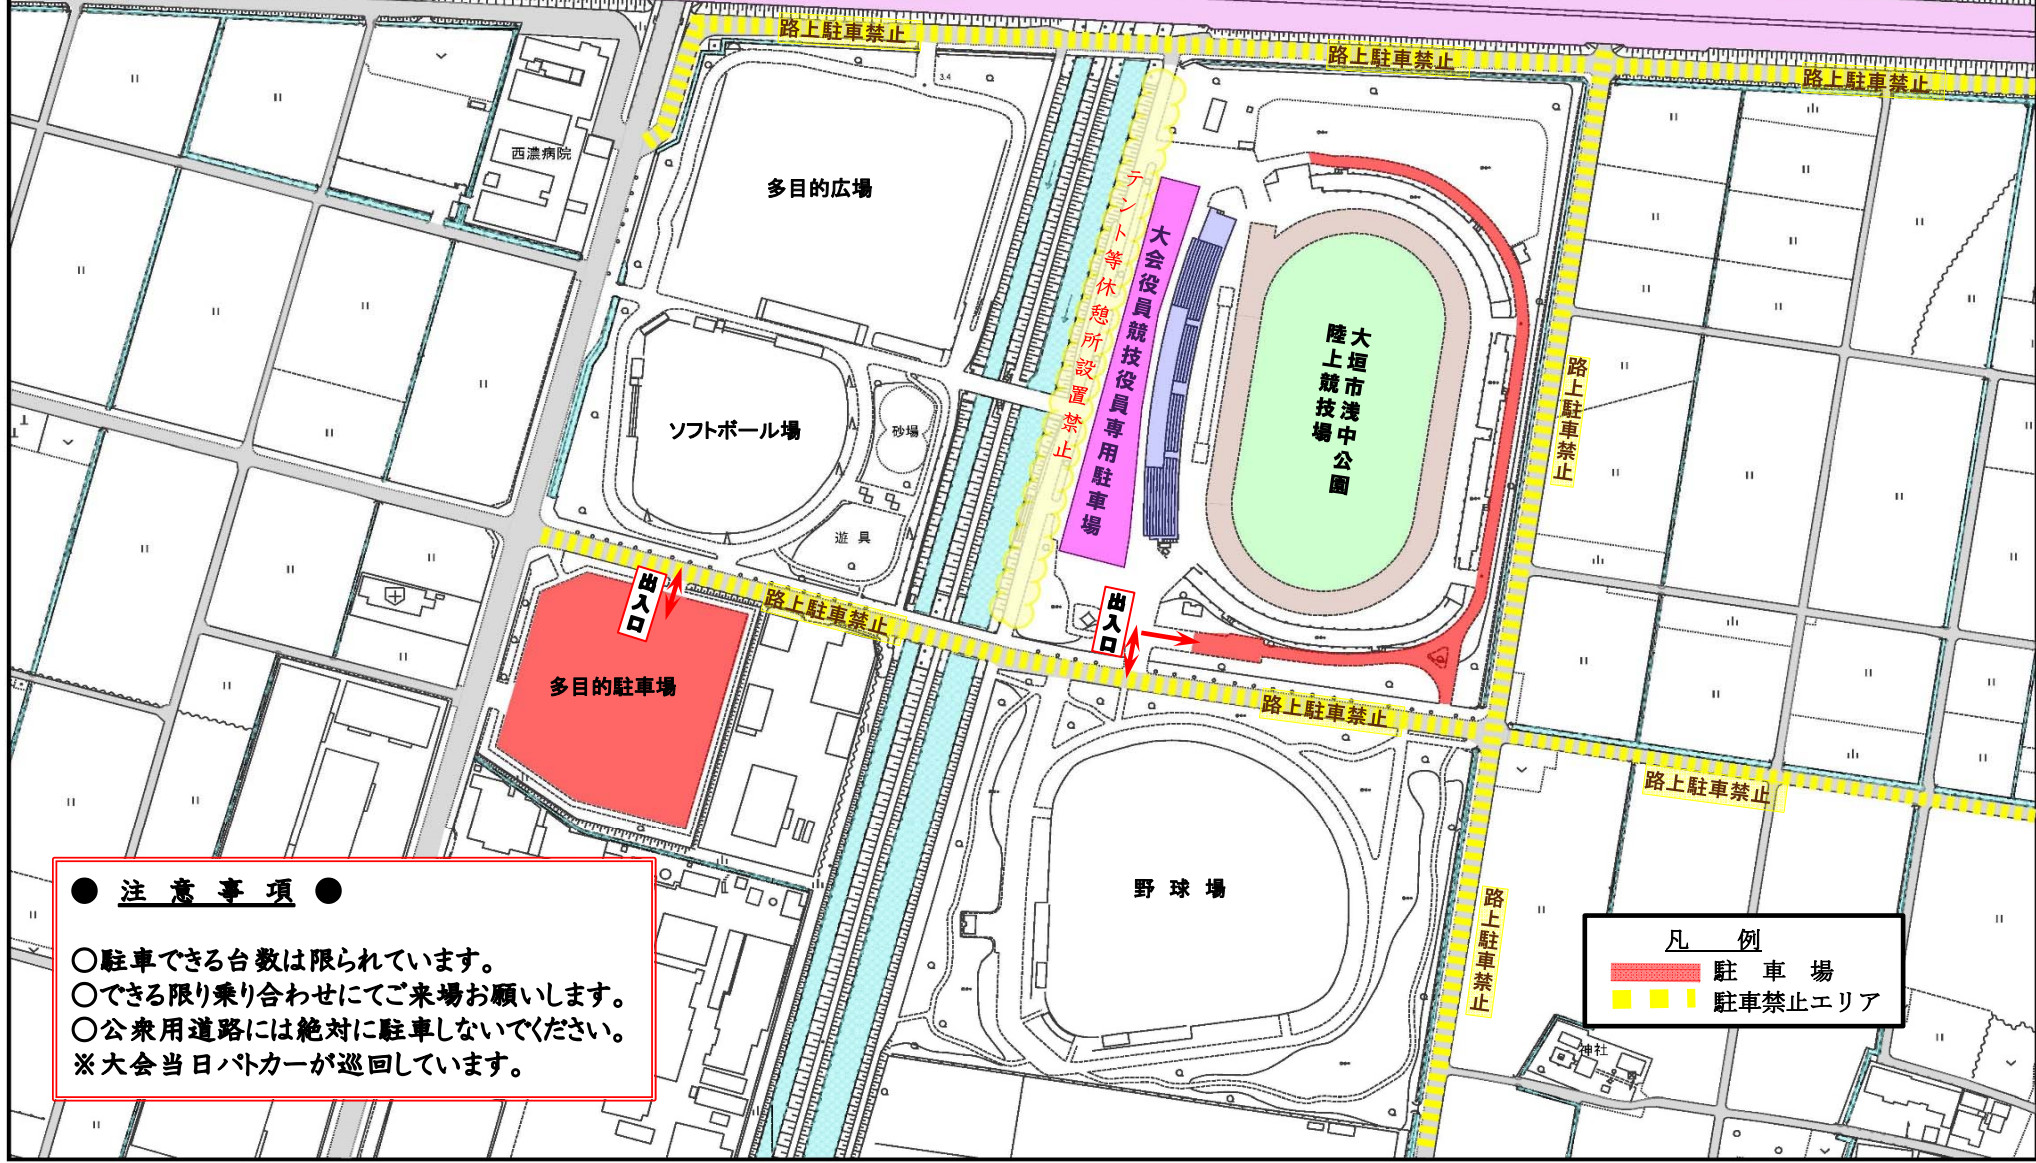 路上駐車禁止
路上駐車禁止
路上駐車禁止
3.4
西濃病院
多目的広場
テント等休憩所設置禁止
大会役員競技役員専用駐車場
大垣市浅中公園
陸上競技場
路上駐車禁止
ソフトボール場
砂場
遊具
出入口
路上駐車禁止
出入口
多目的駐車場
路上駐車禁止
路上駐車禁止
野球場
路上駐車禁止
● 注意事項 ●
○駐車できる台数は限られています。
○できる限り乗り合わせにてご来場お願いします。
○公衆用道路には絶対に駐車しないでください。
※大会当日パトカーが巡回しています。
凡 例
駐車場
駐車禁止エリア
神社